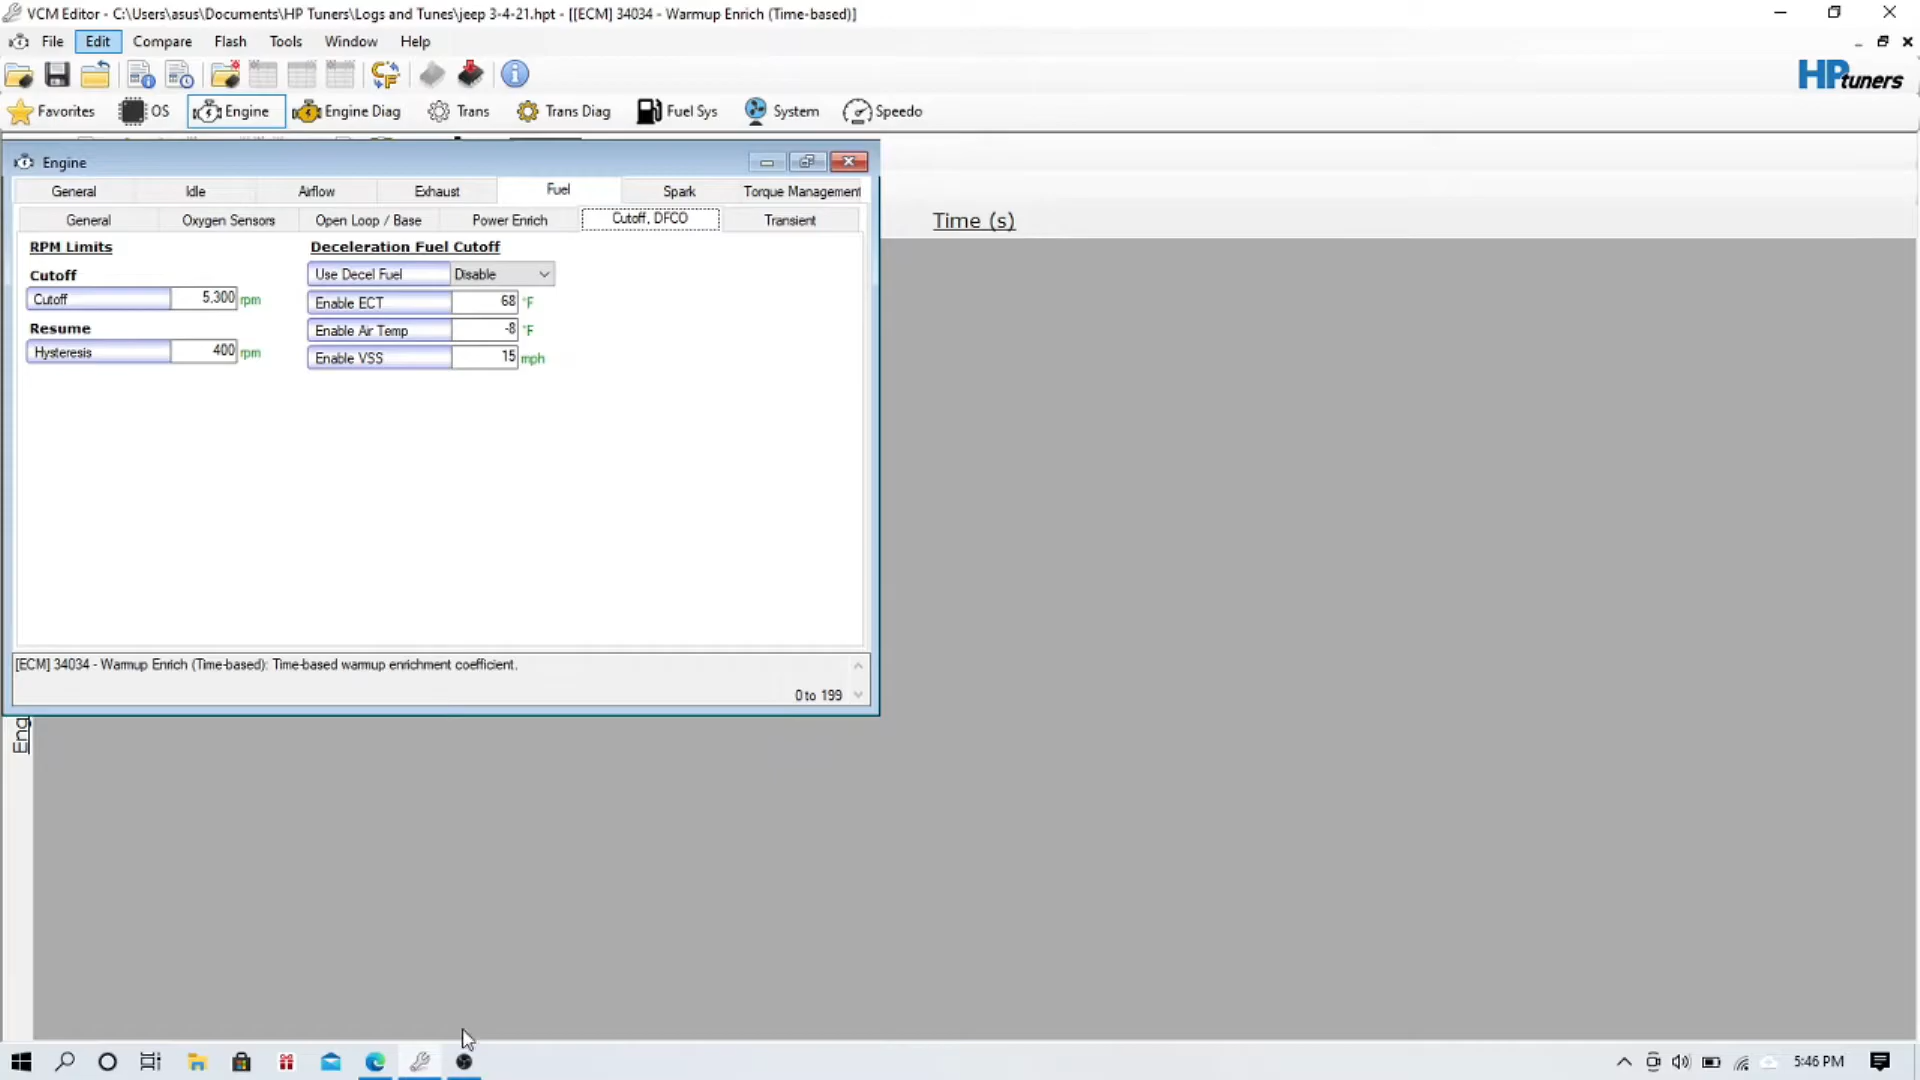 VCM Editor - C:\Users\asus\Documents\HP Tuners\Logs and Tunes\jeep 3-4-21.hpt - [[ECM] 34034 - Warmup Enrich (Time-based)]
File Edit Compare Flash Tools Window Help
HPtuners
Favorites OS Engine Engine Diag Trans Trans Diag Fuel Sys System Speedo
Engine
General Idle Airflow Exhaust Fuel Spark Torque Management
General Oxygen Sensors Open Loop / Base Power Enrich Cutoff, DFCO Transient
Time (s)
RPM Limits
Cutoff
Cutoff 5,300 rpm
Resume
Hysteresis 400 rpm
Deceleration Fuel Cutoff
Use Decel Fuel Disable
Enable ECT 68 °F
Enable Air Temp -8 °F
Enable VSS 15 mph
[ECM] 34034 - Warmup Enrich (Time-based): Time-based warmup enrichment coefficient.
0 to 199
Eng
5:46 PM